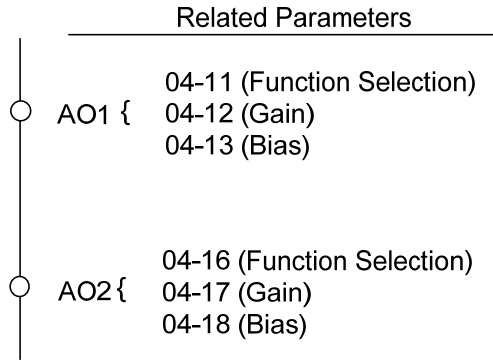 Related Parameters
04-11 (Function Selection)
AO1 { 04-12 (Gain)
04-13 (Bias)
04-16 (Function Selection)
AO2 { 04-17 (Gain)
04-18 (Bias)